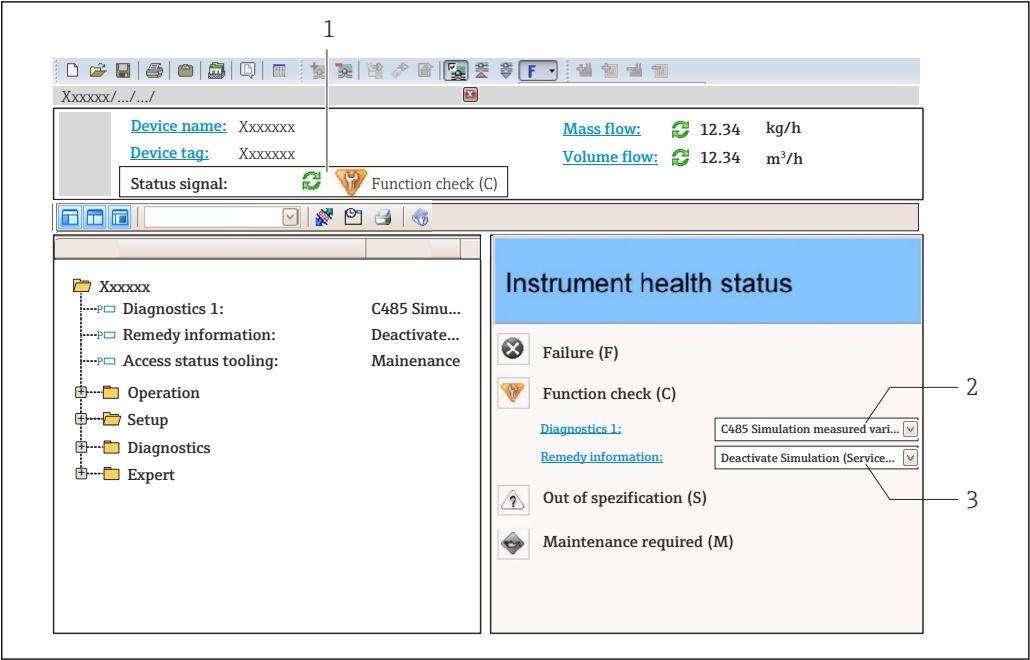 1
F
Xxxxxx/.../.../
Device name: Xxxxxxx
Mass flow: 12.34 kg/h
Device tag: Xxxxxxx
Volume flow: 12.34 m³/h
Status signal: Function check (C)
Xxxxxx
Diagnostics 1: C485 Simu...
Remedy information: Deactivate...
Access status tooling: Mainenance
Operation
Setup
Diagnostics
Expert
Instrument health status
Failure (F)
Function check (C)
2
Diagnostics 1: C485 Simulation measured vari...
Remedy information: Deactivate Simulation (Service...
3
Out of spezification (S)
Maintenance required (M)